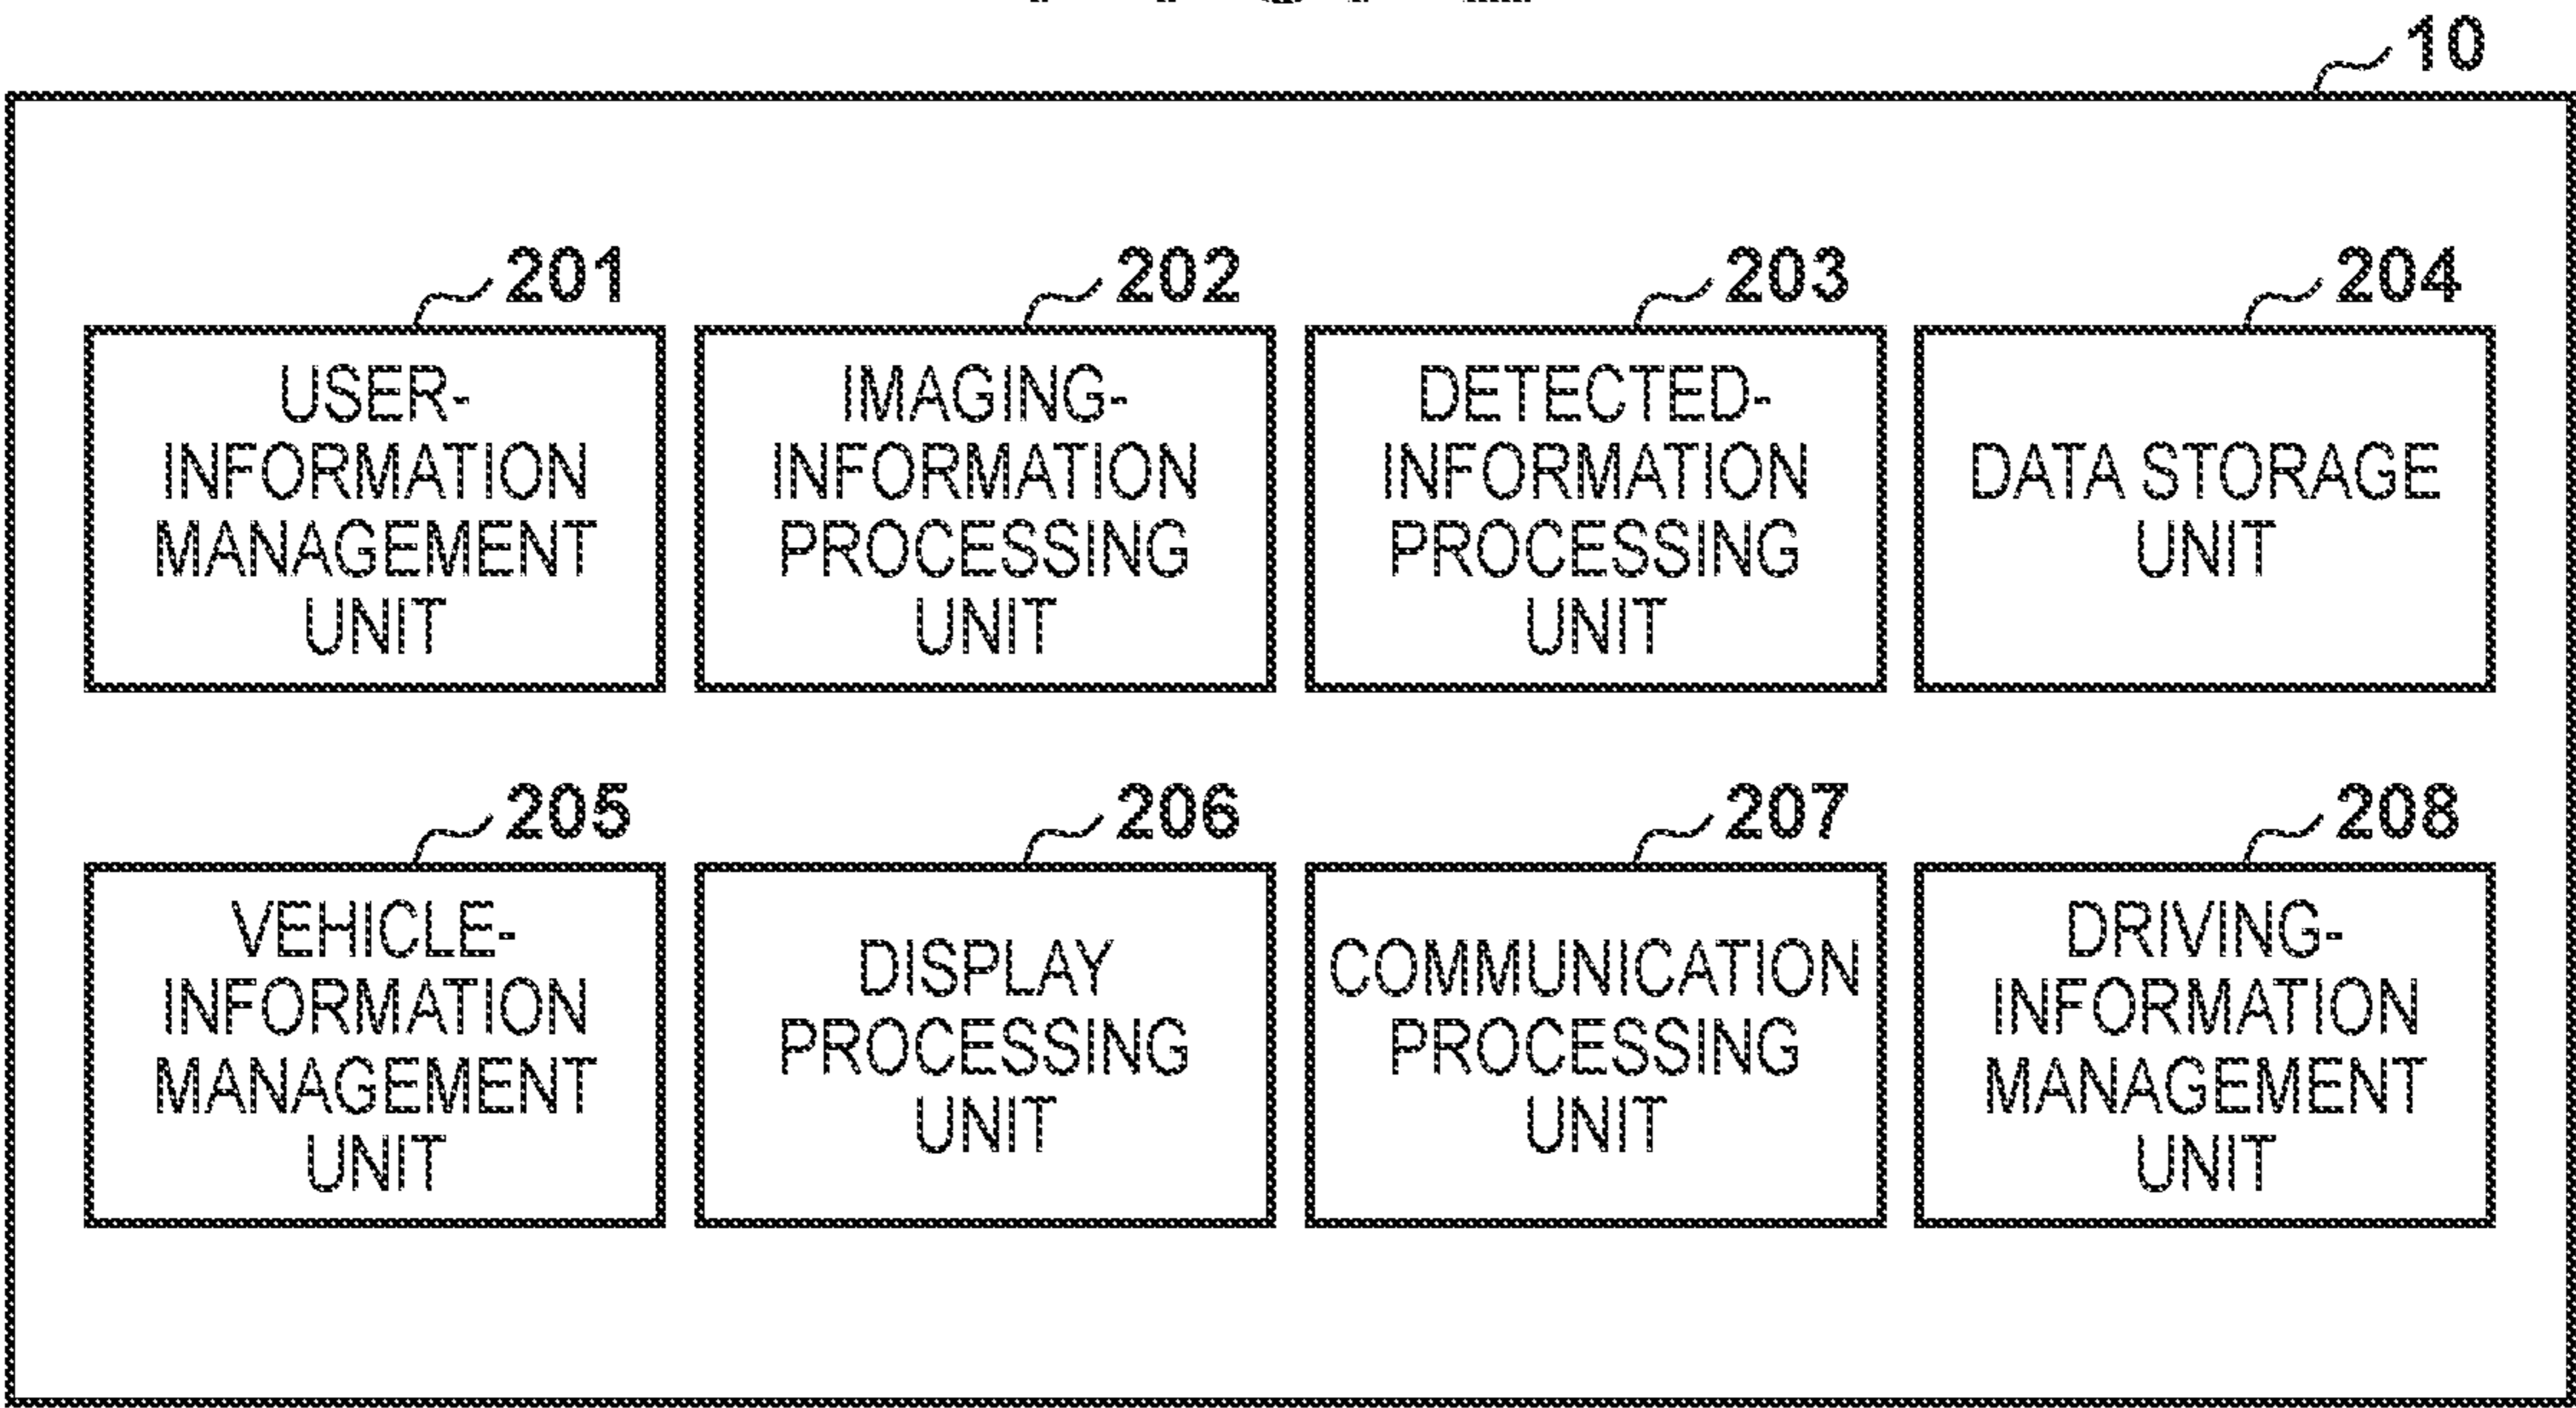 10
201
USER-
INFORMATION
MANAGEMENT
UNIT
202
IMAGING-
INFORMATION
PROCESSING
UNIT
203
DETECTED-
INFORMATION
PROCESSING
UNIT
204
DATA STORAGE
UNIT
205
VEHICLE-
INFORMATION
MANAGEMENT
UNIT
206
DISPLAY
PROCESSING
UNIT
207
COMMUNICATION
PROCESSING
UNIT
208
DRIVING-
INFORMATION
MANAGEMENT
UNIT